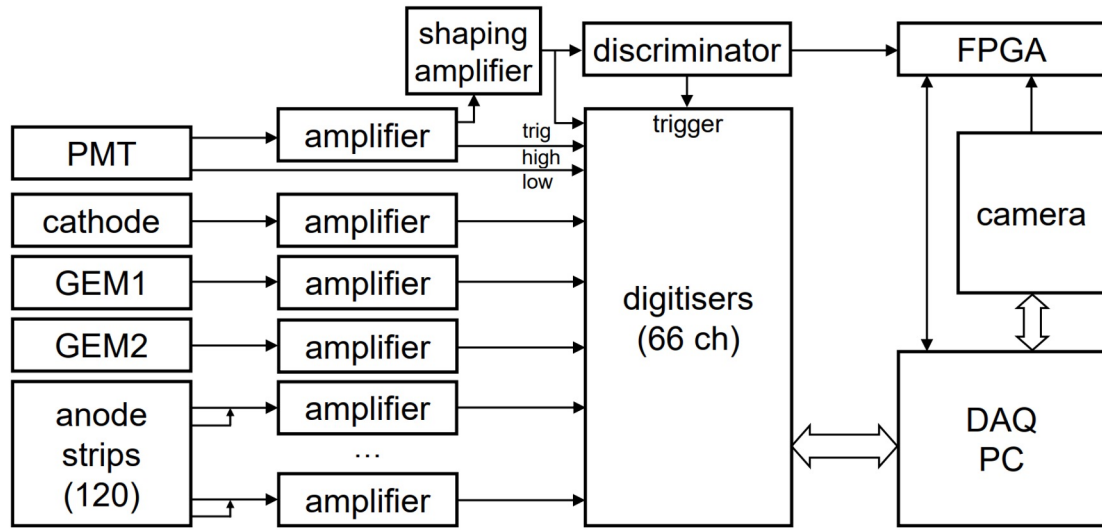 shaping
amplifier
discriminator
FPGA
PMT
amplifier
trig
high
low
trigger
cathode
amplifier
camera
GEM1
amplifier
digitisers
(66 ch)
GEM2
amplifier
anode
strips
(120)
amplifier
...
amplifier
DAQ
PC